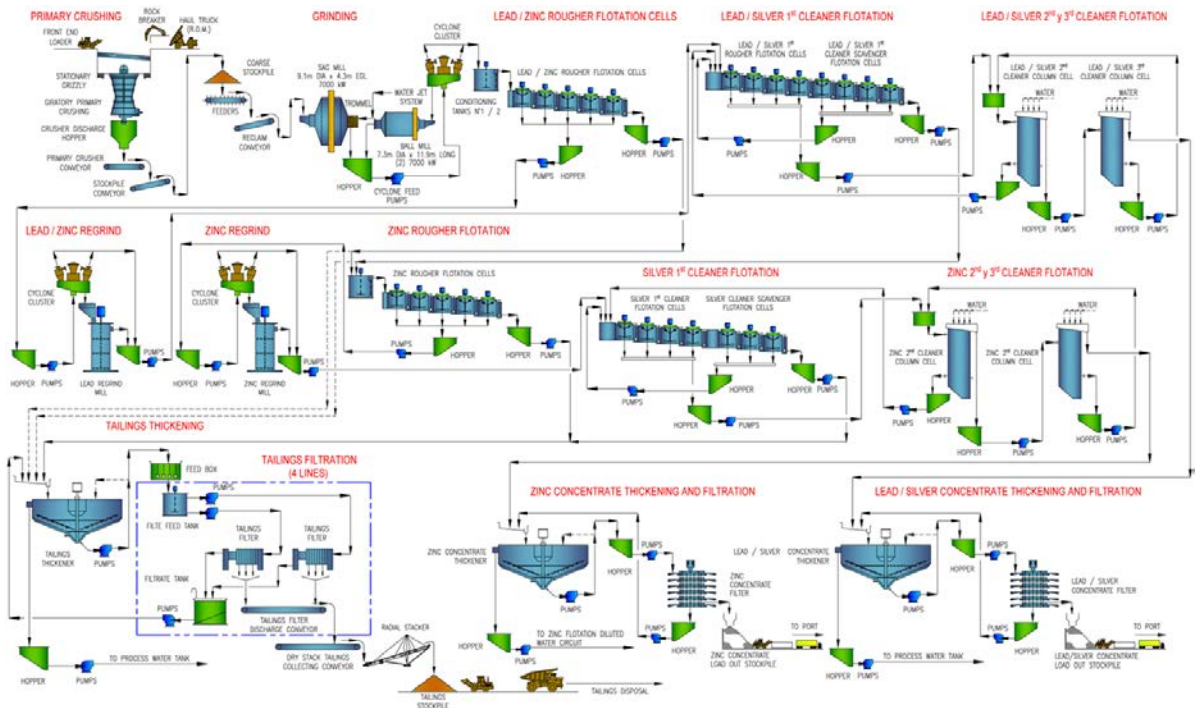 PRIMARY CRUSHING
ROCK
BREAKER
HAUL TRUCK
(R.O.M.)
FRONT END
LOADER
STATIONARY
GRIZZLY
GIRATORY PRIMARY
CRUSHING
CRUSHER DISCHARGE
HOPPER
PRIMARY CRUSHER
CONVEYOR
STOCKPILE
CONVEYOR
GRINDING
COARSE
STOCKPILE
FEEDERS
RECLAIM
CONVEYOR
SAG MILL
9.1m DIA x 4.3m EGL
7000 kW
TROMMEL
WATER JET
SYSTEM
BALL MILL
7.5m DIA x 11.9m LONG
(2) 7000 kW
HOPPER
CYCLONE FEED
PUMPS
CYCLONE
CLUSTER
LEAD / ZINC ROUGHER FLOTATION CELLS
LEAD / ZINC ROUGHER FLOTATION CELLS
CONDITIONING
TANKS N°1 / 2
HOPPER
PUMPS
PUMPS
HOPPER
LEAD / SILVER 1ST CLEANER FLOTATION
LEAD / SILVER 1ST
ROUGHER FLOTATION CELLS
LEAD / SILVER 1ST
CLEANER SCAVENGER
FLOTATION CELLS
PUMPS
HOPPER
HOPPER
PUMPS
HOPPER
PUMPS
LEAD / SILVER 2nd y 3rd CLEANER FLOTATION
WATER
WATER
LEAD / SILVER 2nd
CLEANER COLUMN CELL
LEAD / SILVER 3rd
CLEANER COLUMN CELL
PUMPS
HOPPER
HOPPER
PUMPS
HOPPER
PUMPS
LEAD / ZINC REGRIND
CYCLONE
CLUSTER
HOPPER
PUMPS
LEAD REGRIND
MILL
PUMPS
ZINC REGRIND
CYCLONE
CLUSTER
HOPPER
PUMPS
ZINC REGRIND
MILL
PUMPS
ZINC ROUGHER FLOTATION
ZINC ROUGHER FLOTATION CELLS
PUMPS
HOPPER
HOPPER
PUMPS
SILVER 1ST CLEANER FLOTATION
SILVER 1ST CLEANER
FLOTATION CELLS
SILVER CLEANER SCAVENGER
FLOTATION CELLS
PUMPS
HOPPER
HOPPER
PUMPS
HOPPER
PUMPS
ZINC 2nd y 3rd CLEANER FLOTATION
WATER
WATER
ZINC 2nd CLEANER
COLUMN CELL
ZINC 2nd CLEANER
COLUMN CELL
PUMPS
HOPPER
HOPPER
PUMPS
HOPPER
PUMPS
TAILINGS THICKENING
TAILINGS
THICKENER
PUMPS
HOPPER
PUMPS
TO PROCESS WATER TANK
FEED BOX
TAILINGS FILTRATION
(4 LINES)
PUMPS
FILTE FEED TANK
TAILINGS
FILTER
TAILINGS
FILTER
FILTRATE TANK
PUMPS
TAILINGS FILTER
DISCHARGE CONVEYOR
DRY STACK TAILINGS
COLLECTING CONVEYOR
RADIAL STACKER
TAILINGS
STOCKPILE
TAILINGS DISPOSAL
ZINC CONCENTRATE THICKENING AND FILTRATION
ZINC CONCENTRATE
THICKENER
PUMPS
HOPPER
PUMPS
ZINC
CONCENTRATE
FILTER
PUMPS
HOPPER
HOPPER
PUMPS
TO ZINC FLOTATION DILUTED
WATER CIRCUIT
TO PORT
ZINC CONCENTRATE
LOAD OUT STOCKPILE
LEAD / SILVER CONCENTRATE THICKENING AND FILTRATION
LEAD / SILVER CONCENTRATE
THICKENER
PUMPS
HOPPER
PUMPS
LEAD / SILVER
CONCENTRATE FILTER
PUMPS
HOPPER
HOPPER
PUMPS
TO PROCESS WATER TANK
TO PORT
LEAD/SILVER CONCENTRATE
LOAD OUT STOCKPILE